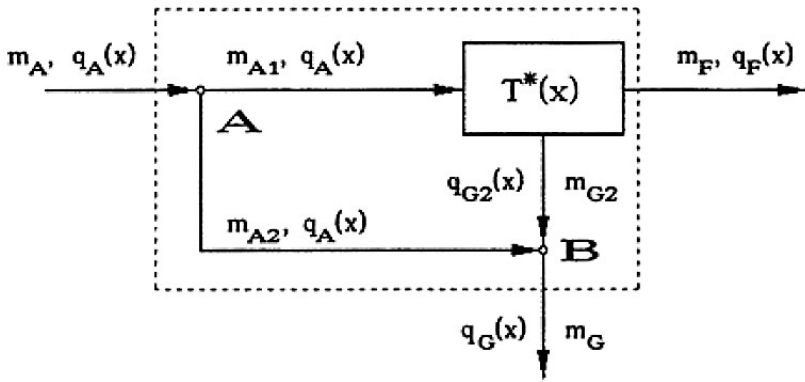 m_A, q_A(x)
m_A1, q_A(x)
T*(x)
m_F, q_F(x)
A
q_G2(x) m_G2
m_A2, q_A(x)
B
q_G(x) m_G